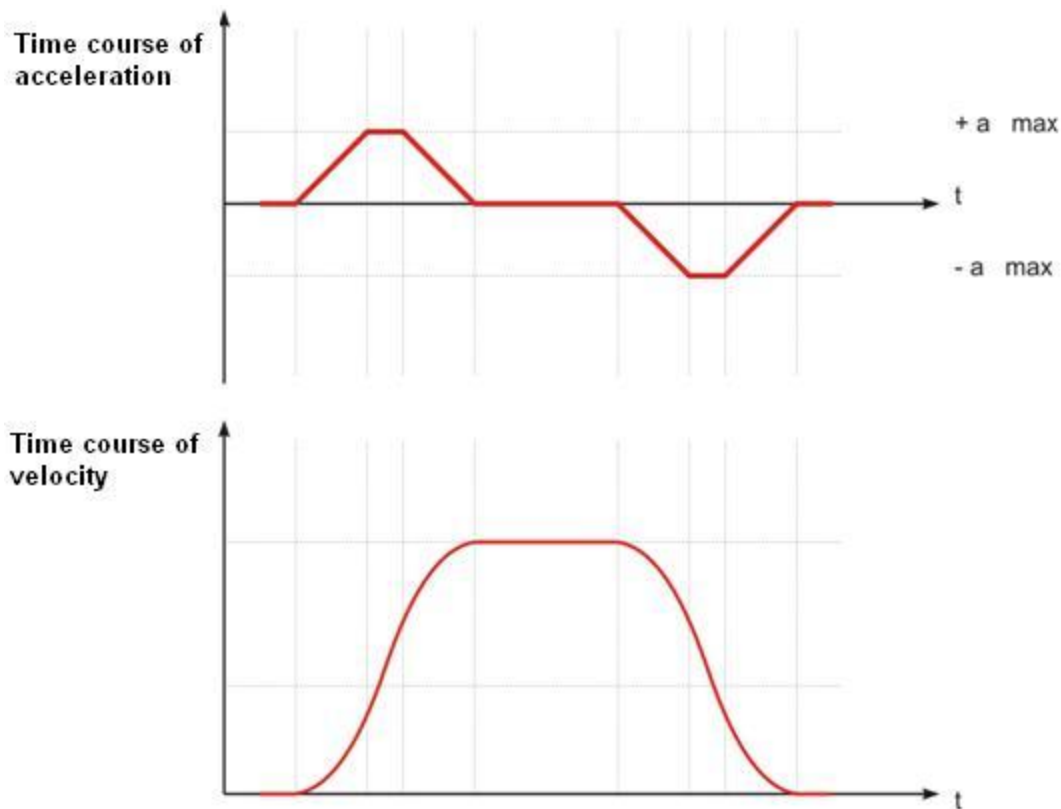 Time course of
acceleration
+ a max
t
- a max
Time course of
velocity
t